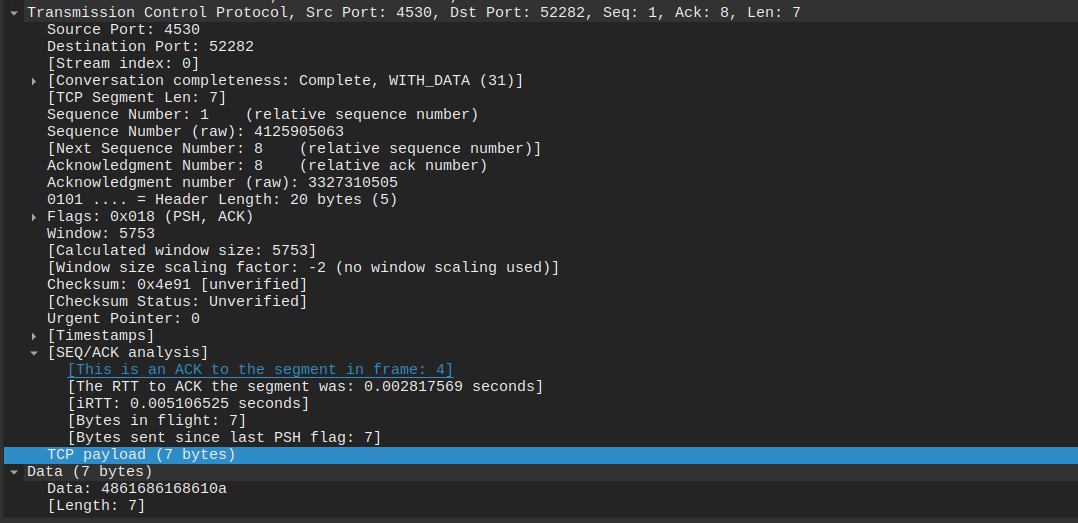 Transmission Control Protocol, Src Port: 4530, Dst Port: 52282, Seq: 1, Ack: 8, Len: 7
Source Port: 4530
Destination Port: 52282
[Stream index: 0]
[Conversation completeness: Complete, WITH_DATA (31)]
[TCP Segment Len: 7]
Sequence Number: 1    (relative sequence number)
Sequence Number (raw): 4125905063
[Next Sequence Number: 8    (relative sequence number)]
Acknowledgment Number: 8    (relative ack number)
Acknowledgment number (raw): 3327310505
0101 .... = Header Length: 20 bytes (5)
Flags: 0x018 (PSH, ACK)
Window: 5753
[Calculated window size: 5753]
[Window size scaling factor: -2 (no window scaling used)]
Checksum: 0x4e91 [unverified]
[Checksum Status: Unverified]
Urgent Pointer: 0
[Timestamps]
[SEQ/ACK analysis]
[This is an ACK to the segment in frame: 4]
[The RTT to ACK the segment was: 0.002817569 seconds]
[iRTT: 0.005106525 seconds]
[Bytes in flight: 7]
[Bytes sent since last PSH flag: 7]
TCP payload (7 bytes)
Data (7 bytes)
Data: 4861686168610a
[Length: 7]